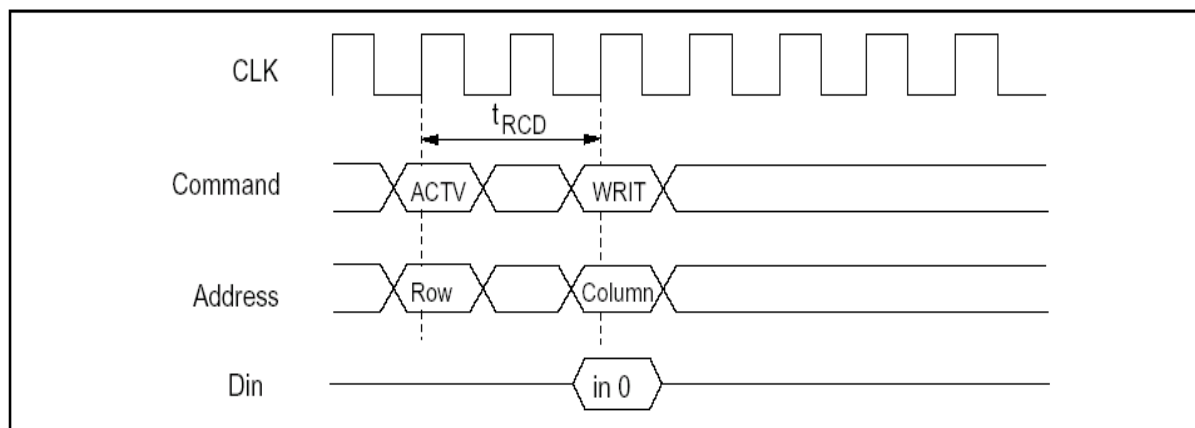 CLK
tRCD
Command
ACTV
WRIT
Address
Row
Column
Din
in 0